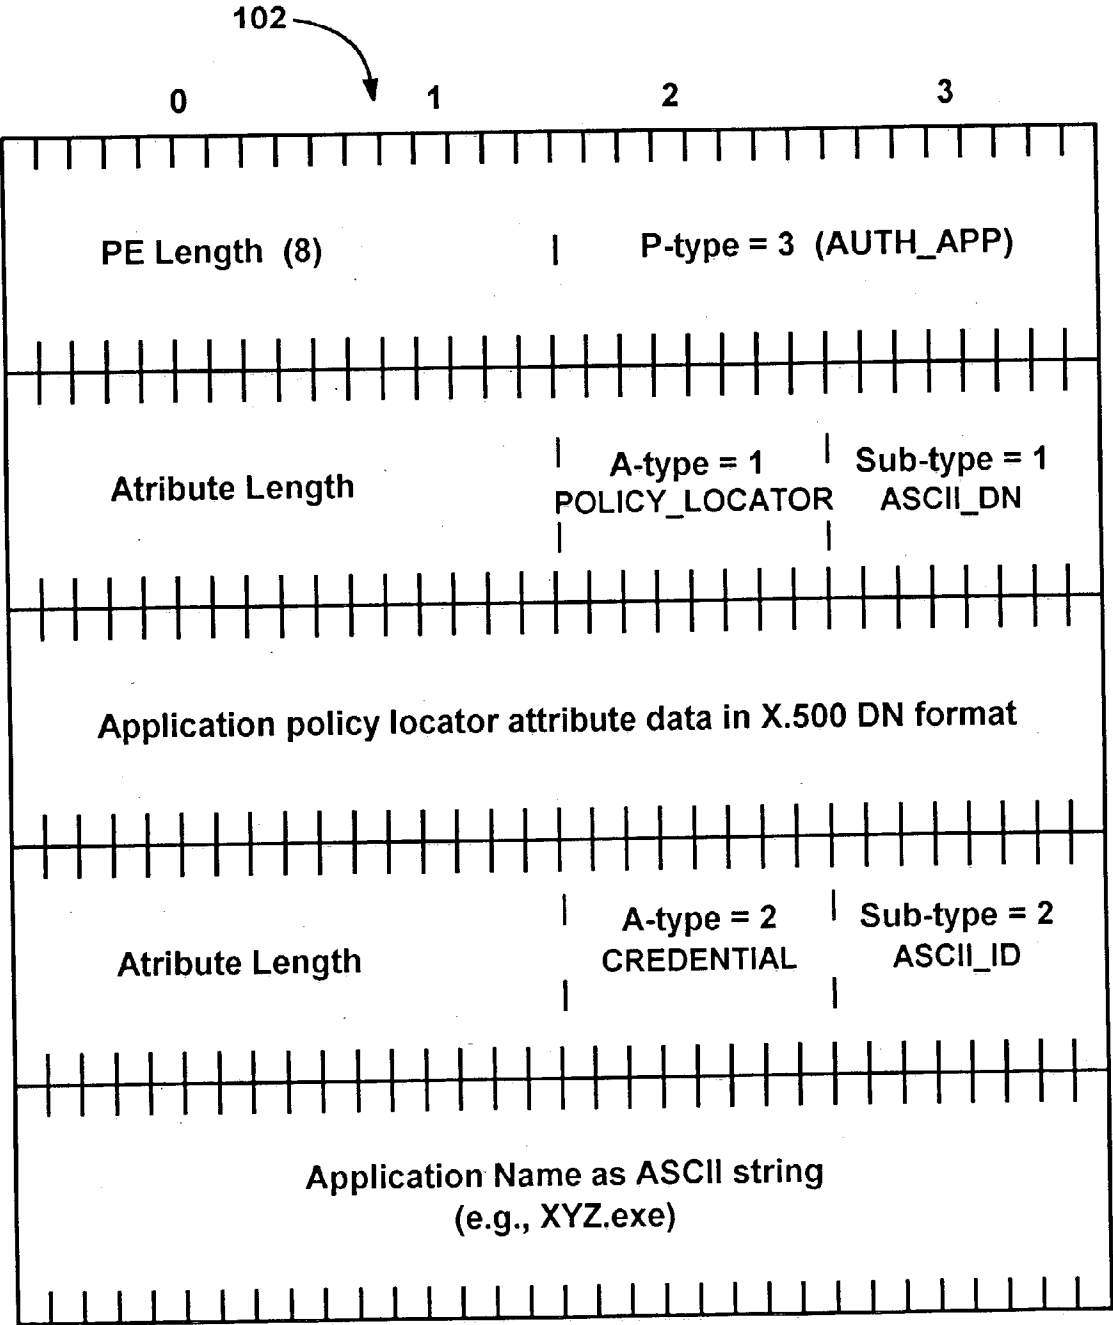 102
0 1 2 3
PE Length (8) | P-type = 3 (AUTH_APP)
Atribute Length | A-type = 1 | Sub-type = 1
POLICY_LOCATOR ASCII_DN
Application policy locator attribute data in X.500 DN format
Atribute Length | A-type = 2 | Sub-type = 2
CREDENTIAL ASCII_ID
Application Name as ASCII string
(e.g., XYZ.exe)